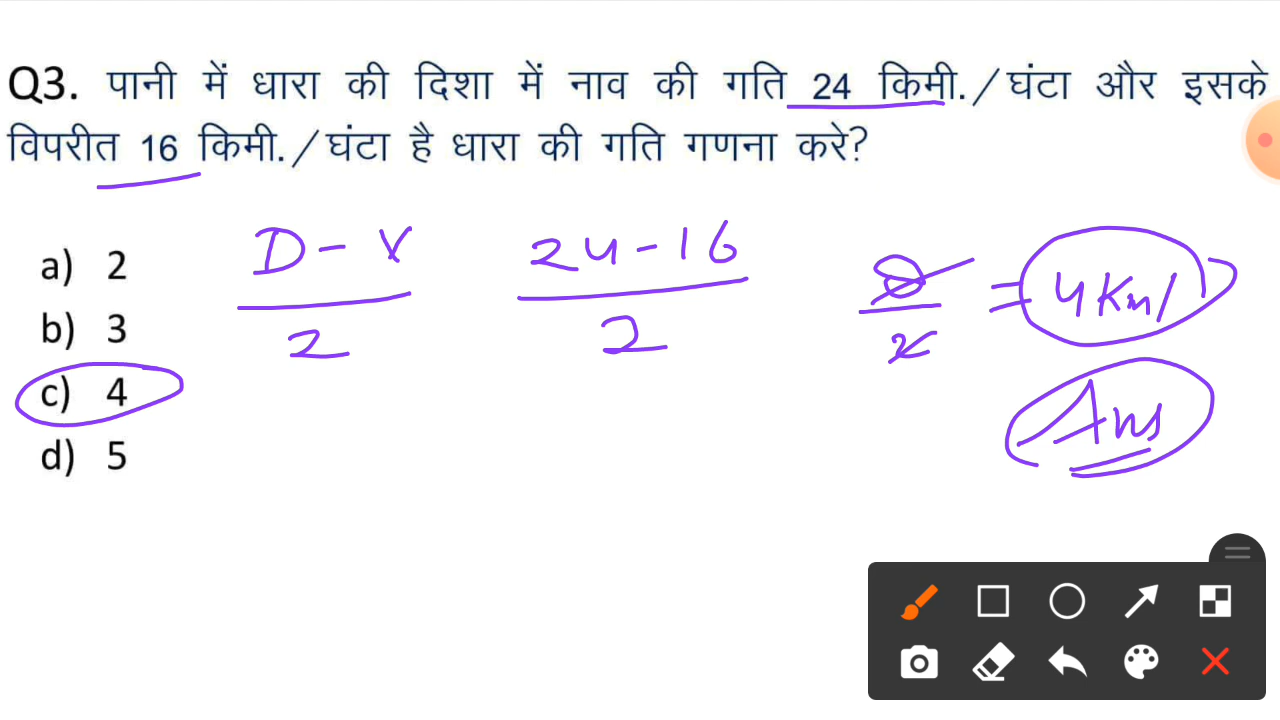 Q3. पानी में धारा की दिशा में नाव की गति 24 किमी./घंटा और इसके
विपरीत 16 किमी./घंटा है धारा की गति गणना करे?
a) 2
b) 3
c) 4
d) 5
D - X
2
24-16
2
8
2
= 4 Km/
Ans